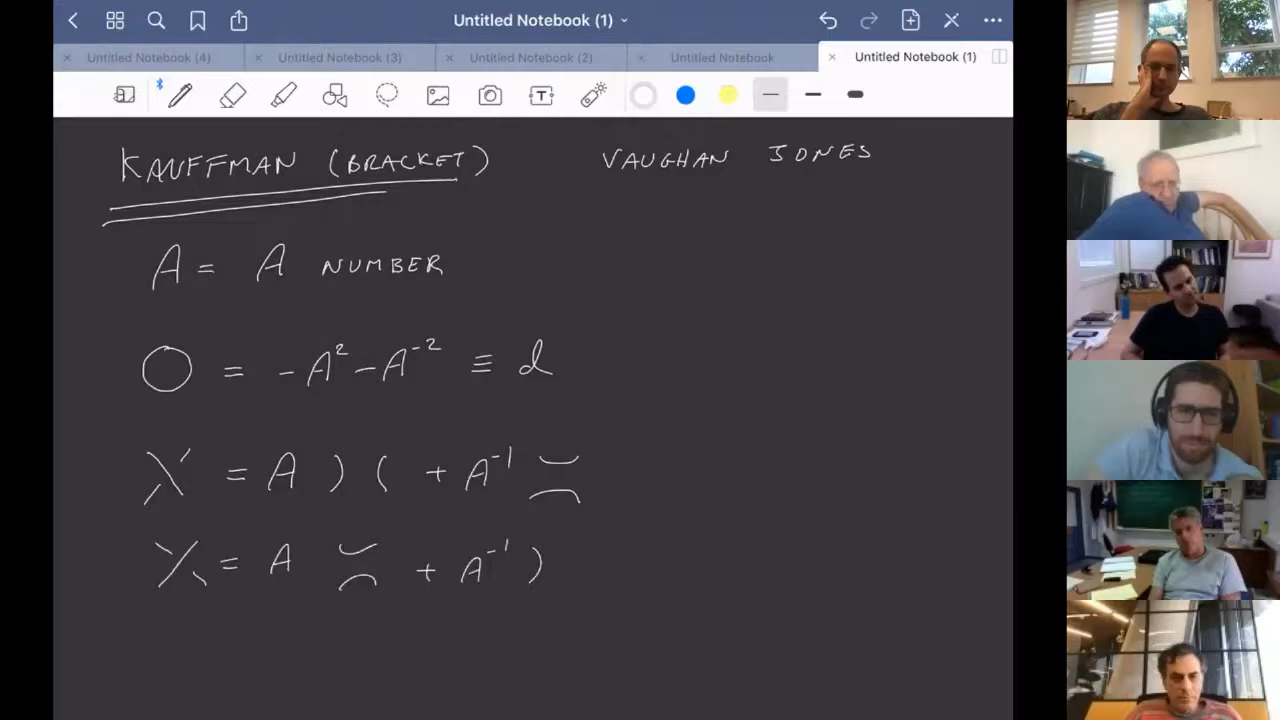 Untitled Notebook (1)
Untitled Notebook (4) Untitled Notebook (3) Untitled Notebook (2) Untitled Notebook Untitled Notebook (1)
T
KAUFFMAN (BRACKET) VAUGHAN JONES
A = A NUMBER
○ = -A² -A⁻² ≡ d
= A ) ( + A⁻¹
= A + A⁻¹ )